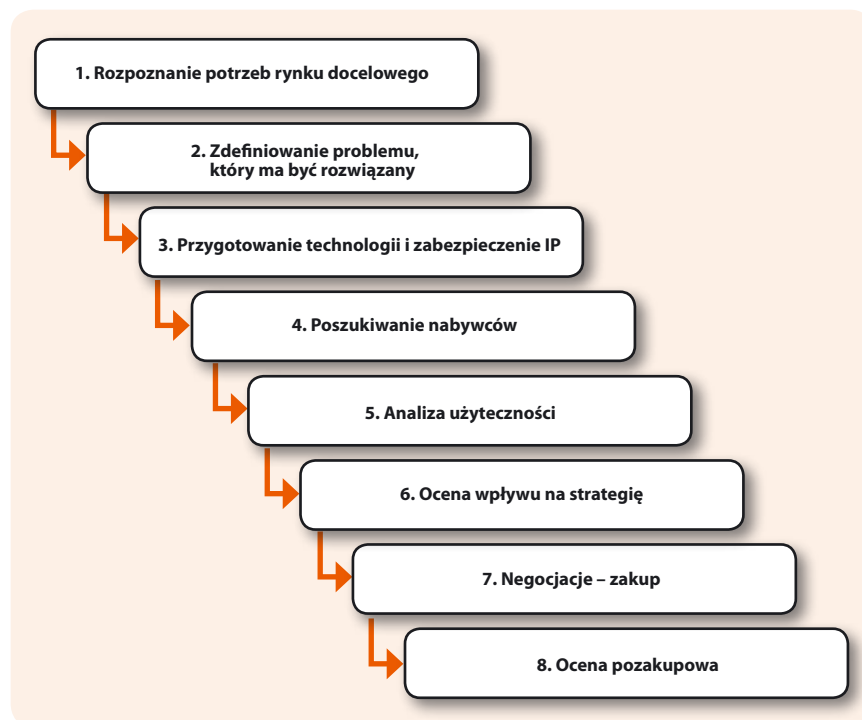 1. Rozpoznanie potrzeb rynku docelowego
2. Zdefiniowanie problemu,
który ma być rozwiązany
3. Przygotowanie technologii i zabezpieczenie IP
4. Poszukiwanie nabywców
5. Analiza użyteczności
6. Ocena wpływu na strategię
7. Negocjacje – zakup
8. Ocena pozakupowa